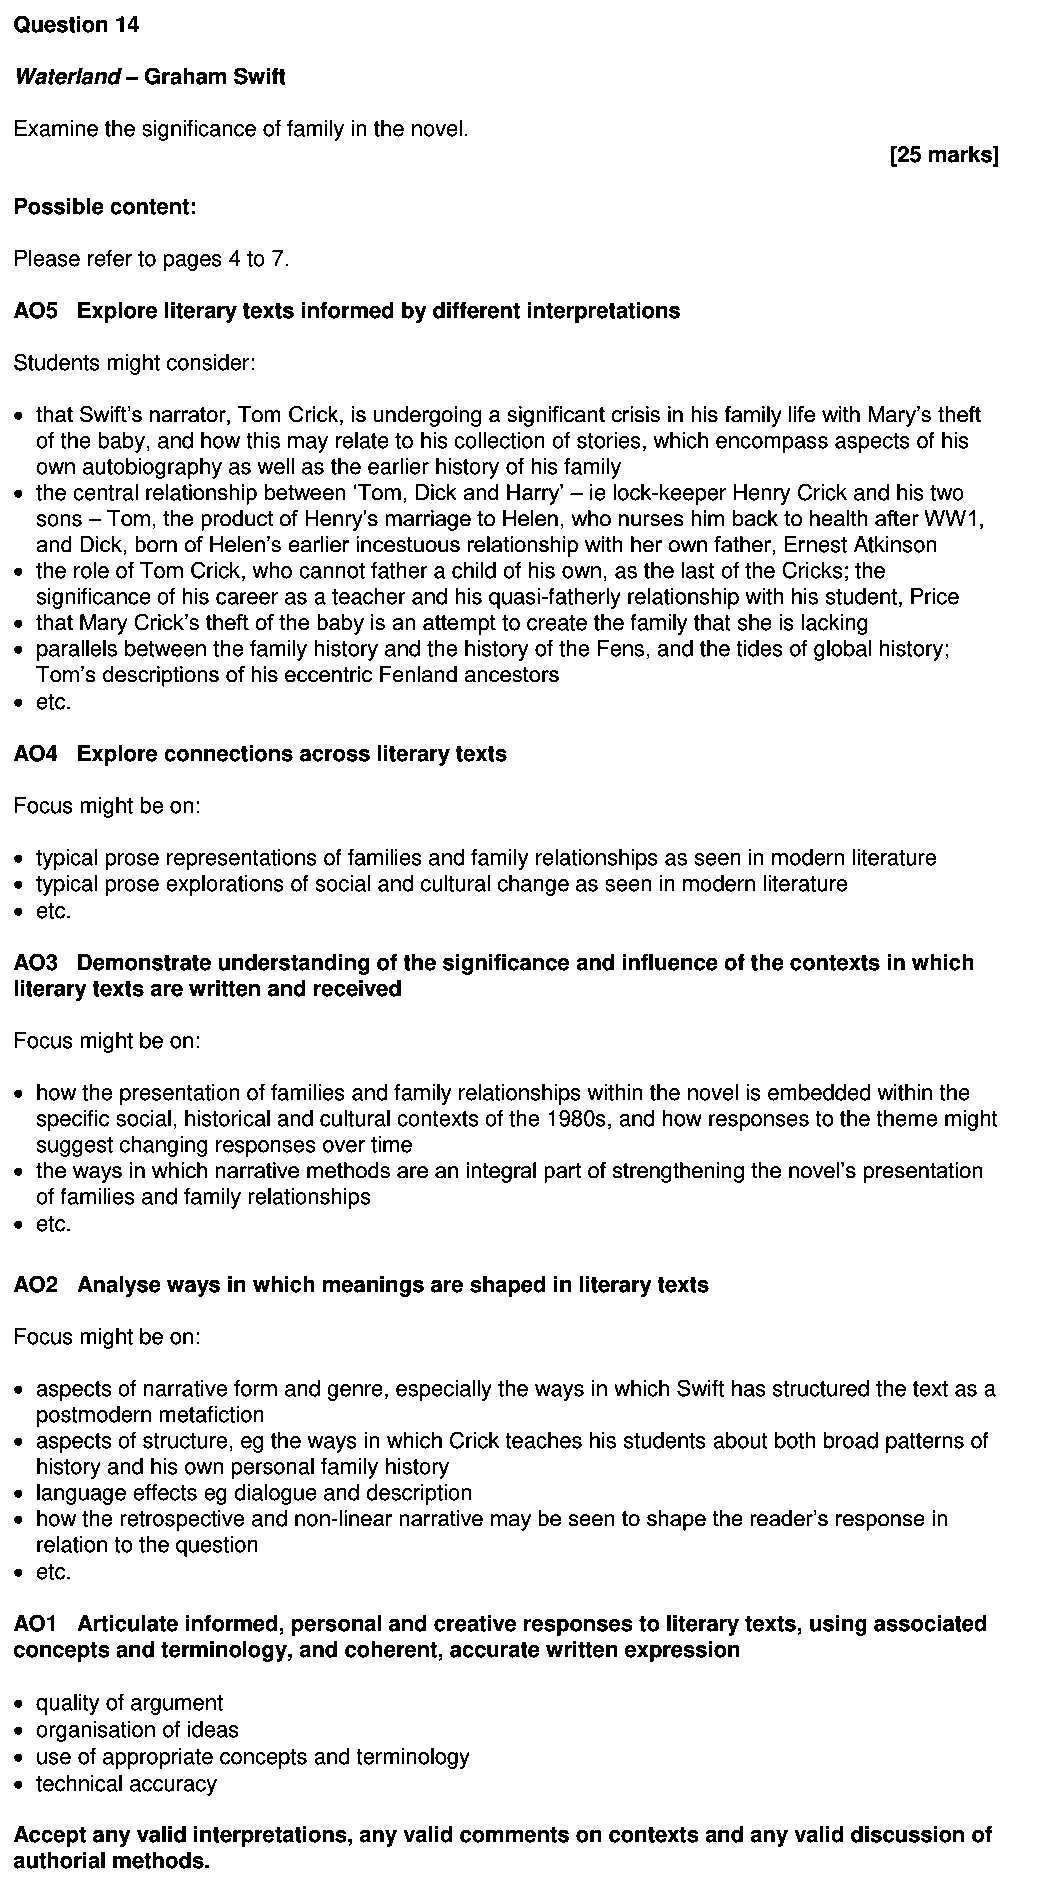 Question 14
Waterland – Graham Swift
Examine the significance of family in the novel.
[25 marks]
Possible content:
Please refer to pages 4 to 7.
AO5 Explore literary texts informed by different interpretations
Students might consider:
• that Swift's narrator, Tom Crick, is undergoing a significant crisis in his family life with Mary's theft
of the baby, and how this may relate to his collection of stories, which encompass aspects of his
own autobiography as well as the earlier history of his family
• the central relationship between 'Tom, Dick and Harry' – ie lock-keeper Henry Crick and his two
sons – Tom, the product of Henry's marriage to Helen, who nurses him back to health after WW1,
and Dick, born of Helen's earlier incestuous relationship with her own father, Ernest Atkinson
• the role of Tom Crick, who cannot father a child of his own, as the last of the Cricks; the
significance of his career as a teacher and his quasi-fatherly relationship with his student, Price
• that Mary Crick's theft of the baby is an attempt to create the family that she is lacking
• parallels between the family history and the history of the Fens, and the tides of global history;
Tom's descriptions of his eccentric Fenland ancestors
• etc.
AO4 Explore connections across literary texts
Focus might be on:
• typical prose representations of families and family relationships as seen in modern literature
• typical prose explorations of social and cultural change as seen in modern literature
• etc.
AO3 Demonstrate understanding of the significance and influence of the contexts in which
literary texts are written and received
Focus might be on:
• how the presentation of families and family relationships within the novel is embedded within the
specific social, historical and cultural contexts of the 1980s, and how responses to the theme might
suggest changing responses over time
• the ways in which narrative methods are an integral part of strengthening the novel's presentation
of families and family relationships
• etc.
AO2 Analyse ways in which meanings are shaped in literary texts
Focus might be on:
• aspects of narrative form and genre, especially the ways in which Swift has structured the text as a
postmodern metafiction
• aspects of structure, eg the ways in which Crick teaches his students about both broad patterns of
history and his own personal family history
• language effects eg dialogue and description
• how the retrospective and non-linear narrative may be seen to shape the reader's response in
relation to the question
• etc.
AO1 Articulate informed, personal and creative responses to literary texts, using associated
concepts and terminology, and coherent, accurate written expression
• quality of argument
• organisation of ideas
• use of appropriate concepts and terminology
• technical accuracy
Accept any valid interpretations, any valid comments on contexts and any valid discussion of
authorial methods.